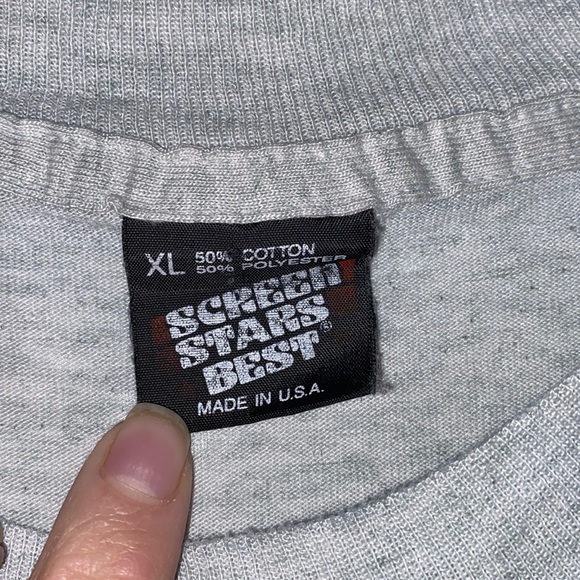 XL 50% COTTON
50% POLYESTER
SCREEN
STARS
BEST®
MADE IN U.S.A.